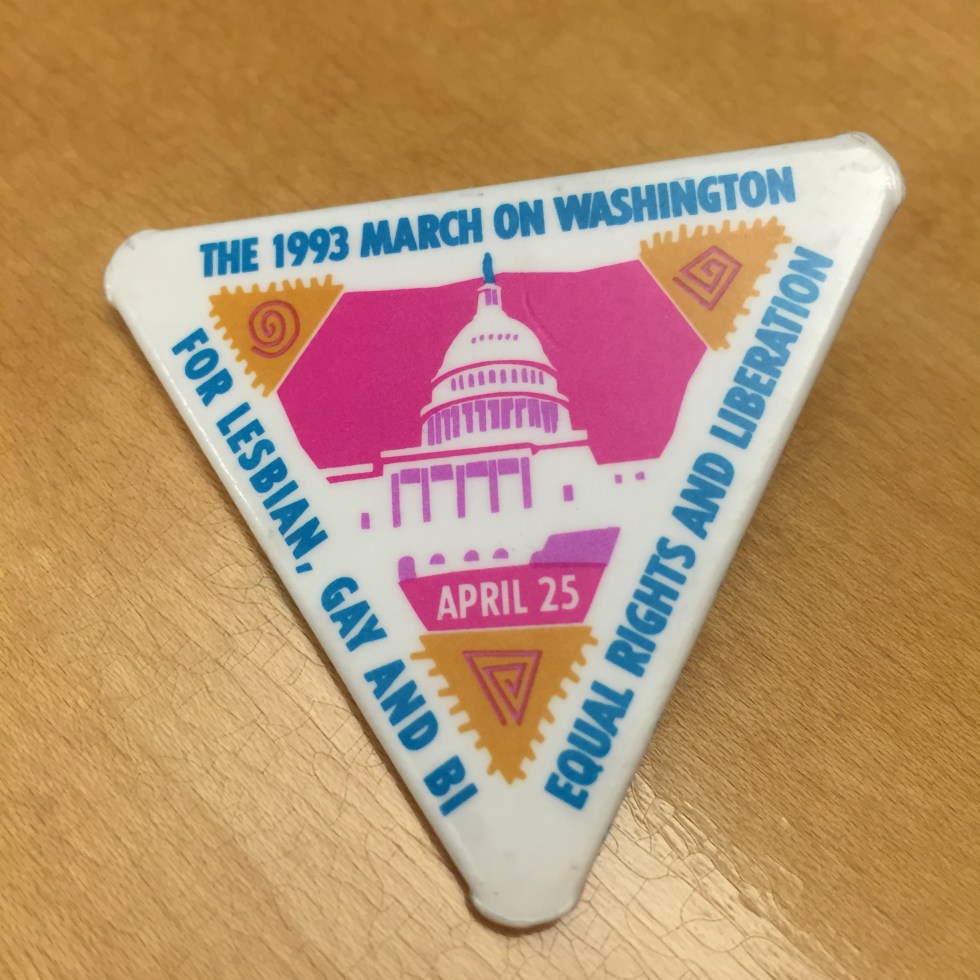 THE 1993 MARCH ON WASHINGTON
FOR LESBIAN, GAY AND BI
EQUAL RIGHTS AND LIBERATION
APRIL 25